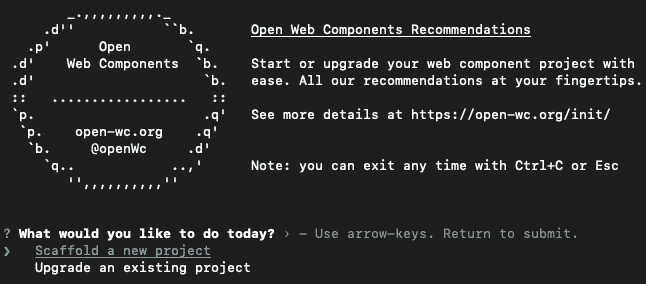 Open
Web Components
open-wc.org
@openWc
Open Web Components Recommendations
Start or upgrade your web component project with
ease. All our recommendations at your fingertips.
See more details at https://open-wc.org/init/
Note: you can exit any time with Ctrl+C or Esc
? What would you like to do today? › – Use arrow-keys. Return to submit.
❯ Scaffold a new project
Upgrade an existing project